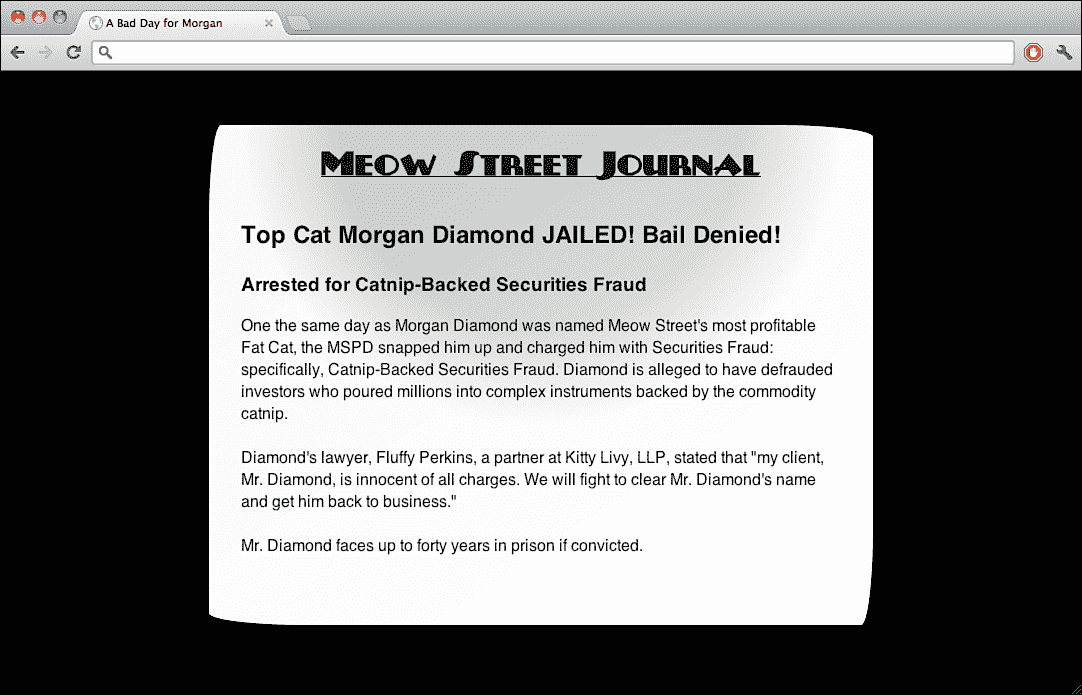 A Bad Day for Morgan
Meow Street Journal
Top Cat Morgan Diamond JAILED! Bail Denied!
Arrested for Catnip-Backed Securities Fraud
One the same day as Morgan Diamond was named Meow Street's most profitable
Fat Cat, the MSPD snapped him up and charged him with Securities Fraud:
specifically, Catnip-Backed Securities Fraud. Diamond is alleged to have defrauded
investors who poured millions into complex instruments backed by the commodity
catnip.
Diamond's lawyer, Fluffy Perkins, a partner at Kitty Livy, LLP, stated that "my client,
Mr. Diamond, is innocent of all charges. We will fight to clear Mr. Diamond's name
and get him back to business."
Mr. Diamond faces up to forty years in prison if convicted.